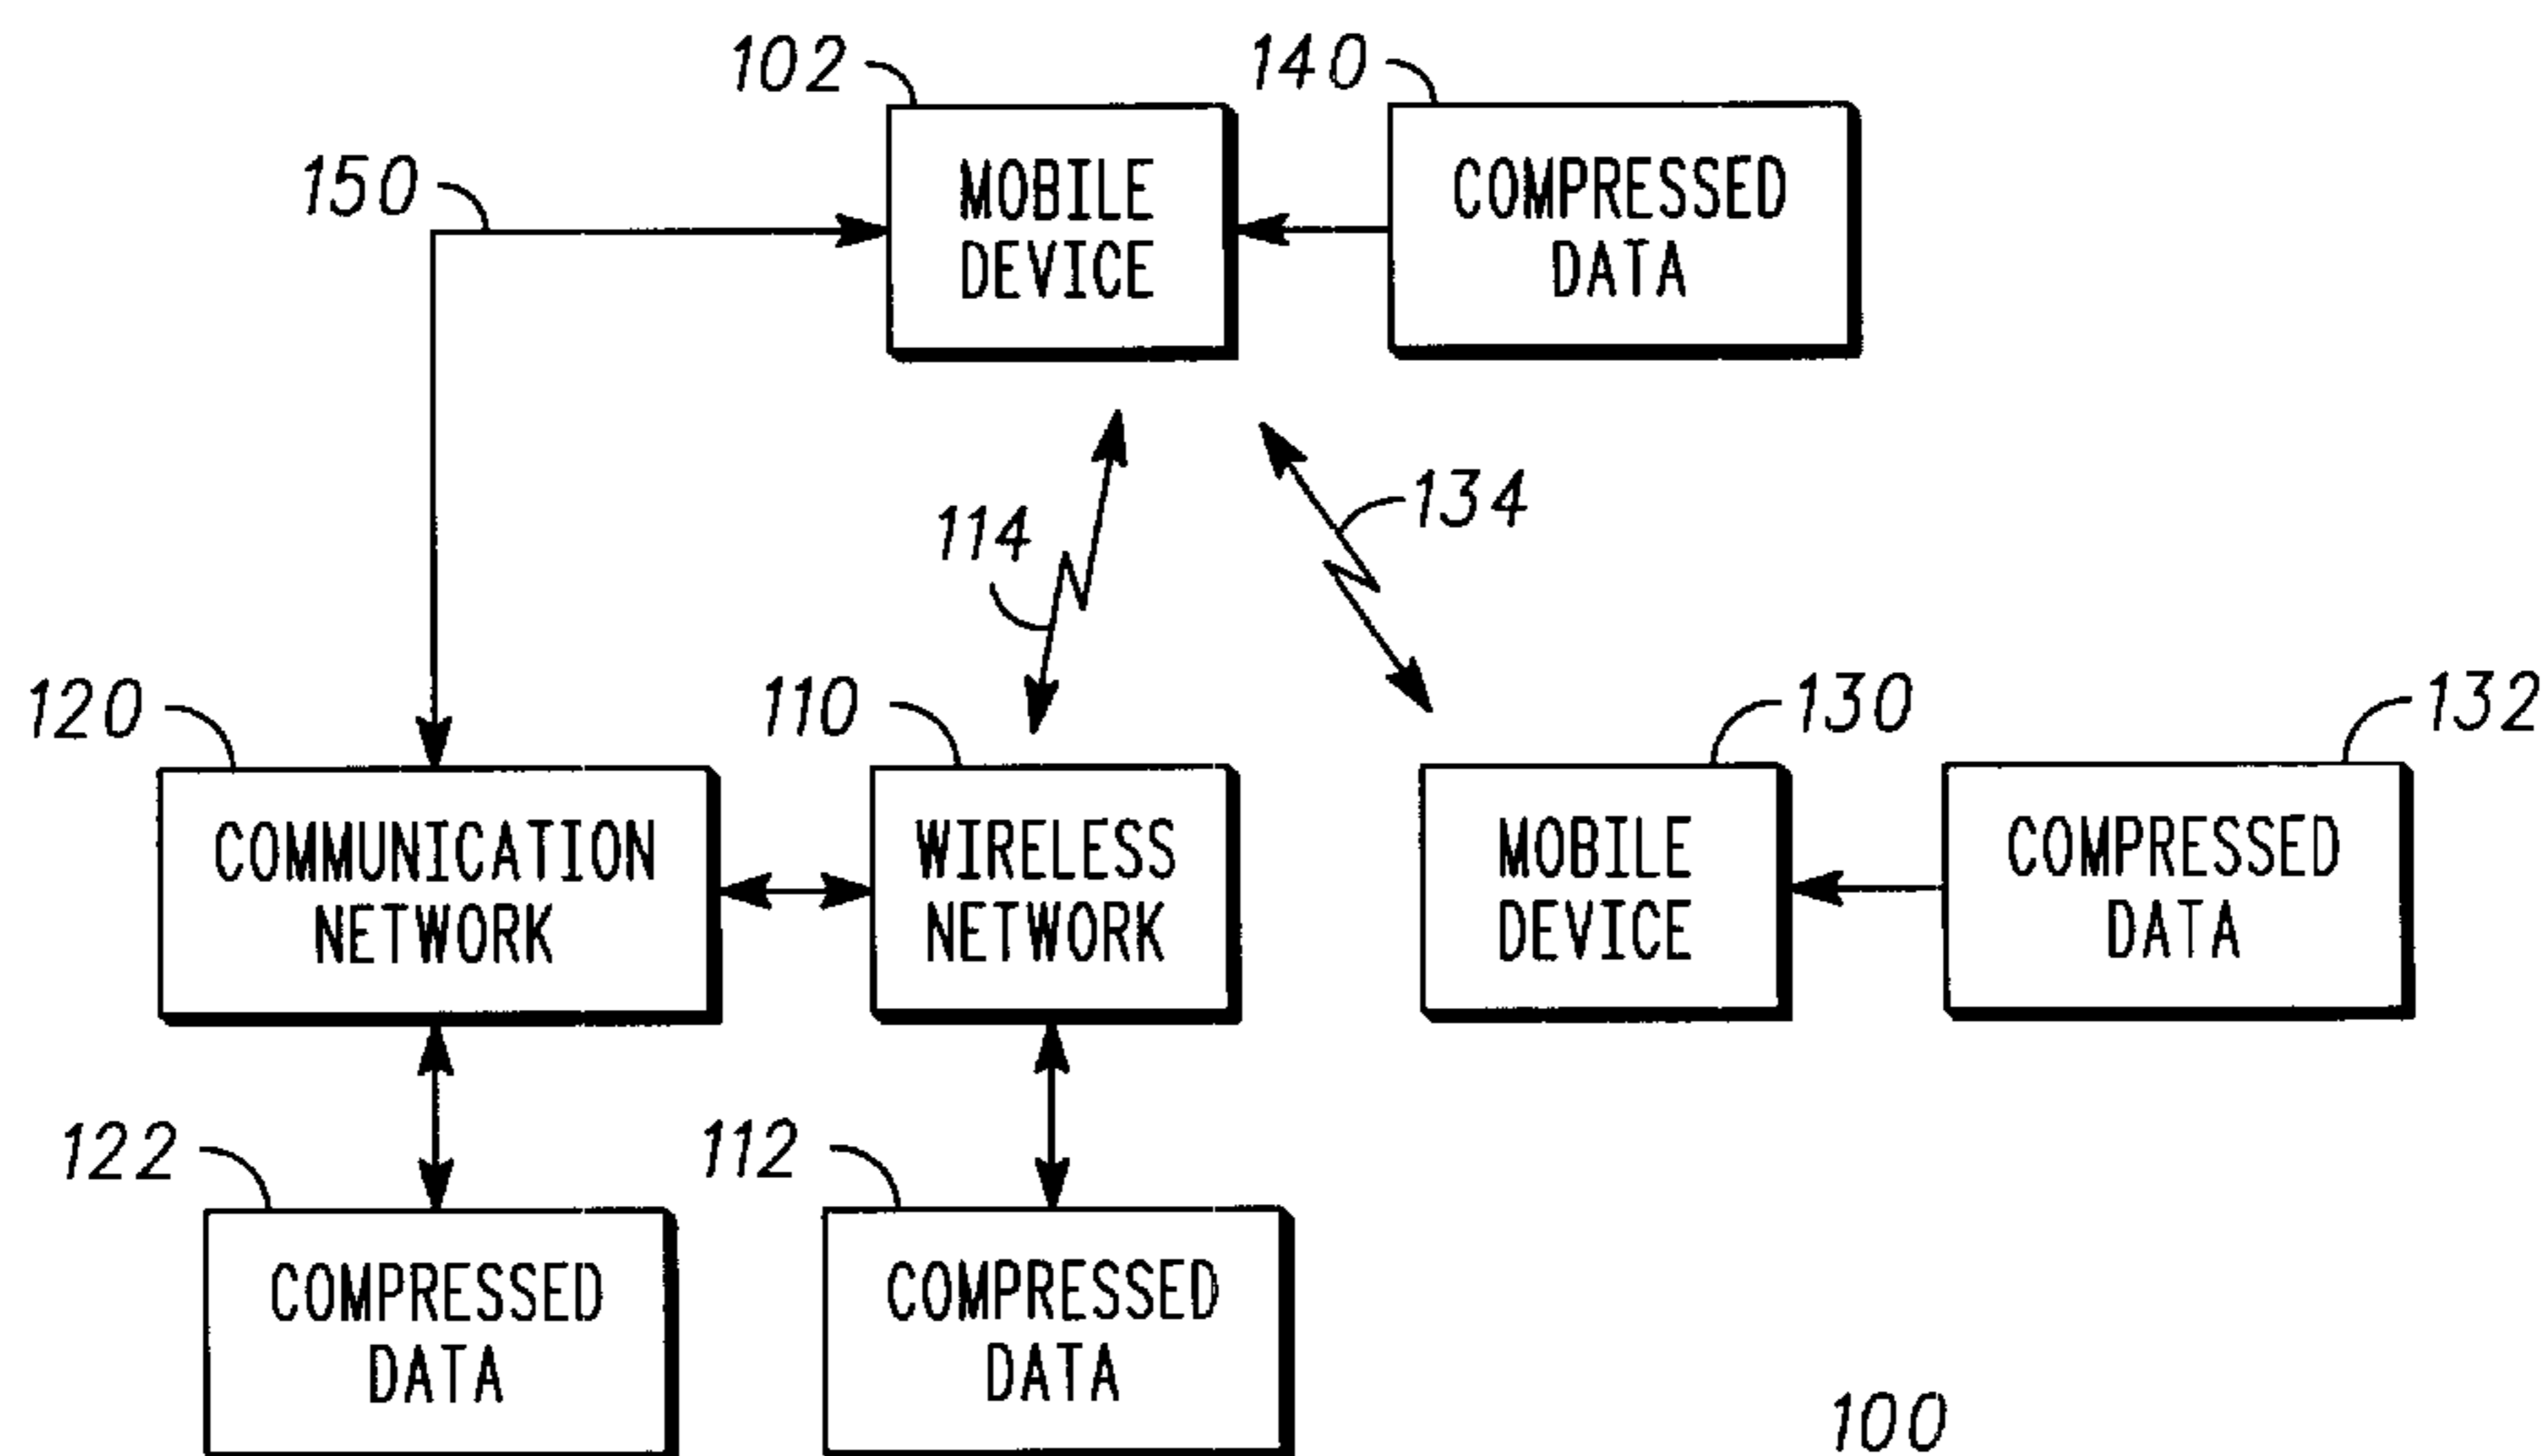 102
140
150
MOBILE
DEVICE
COMPRESSED
DATA
114
134
120
110
130
132
COMMUNICATION
NETWORK
WIRELESS
NETWORK
MOBILE
DEVICE
COMPRESSED
DATA
122
112
COMPRESSED
DATA
COMPRESSED
DATA
100